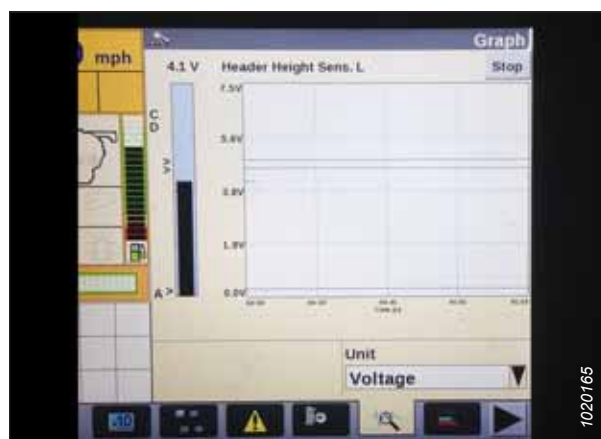 mph
Graph
4.1 V Header Height Sens. L Stop
7.5V
C
D
5.6V
3.8V
1.9V
A > 0.0V
Unit
Voltage
±10
1020165